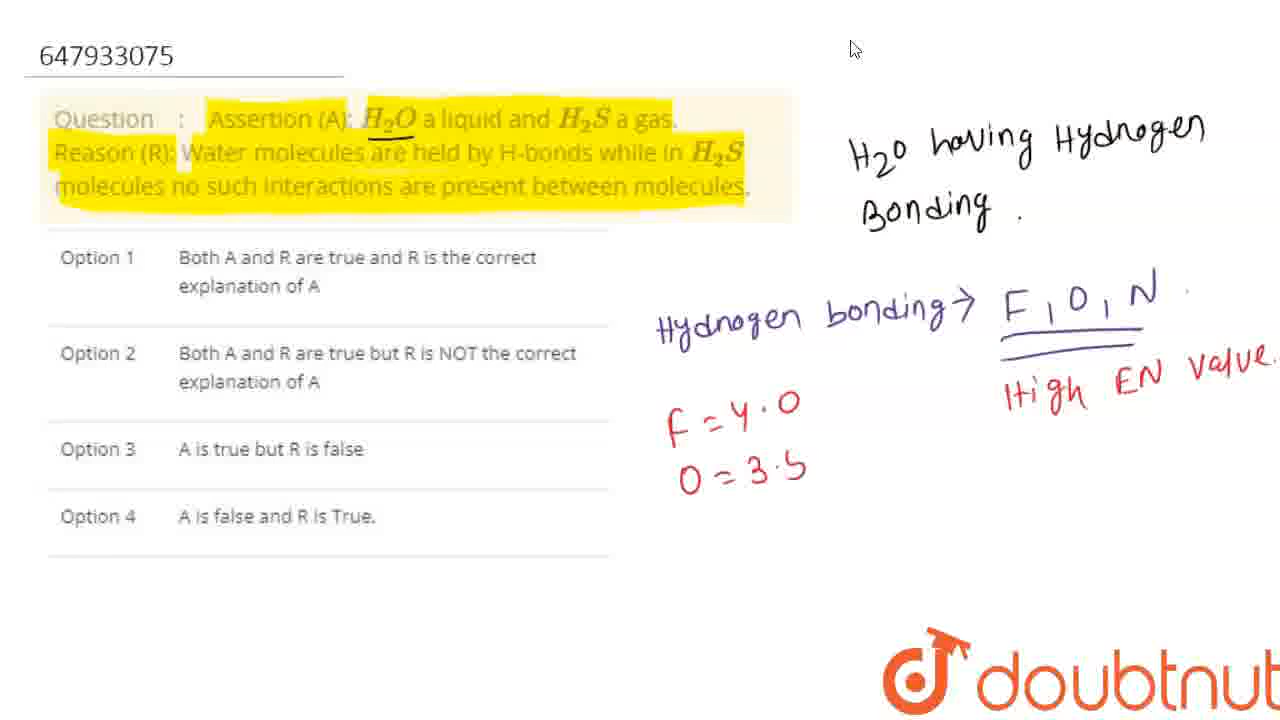 647933075
Question : Assertion (A): H₂O a liquid and H₂S a gas.
Reason (R): Water molecules are held by H-bonds while in H₂S
molecules no such interactions are present between molecules.
Option 1 Both A and R are true and R is the correct
explanation of A
Option 2 Both A and R are true but R is NOT the correct
explanation of A
Option 3 A is true but R is false
Option 4 A is false and R is True.
H₂O having Hydrogen
Bonding .
Hydrogen bonding → F, O, N
High EN value.
F = 4.0
O = 3.5
doubtnut